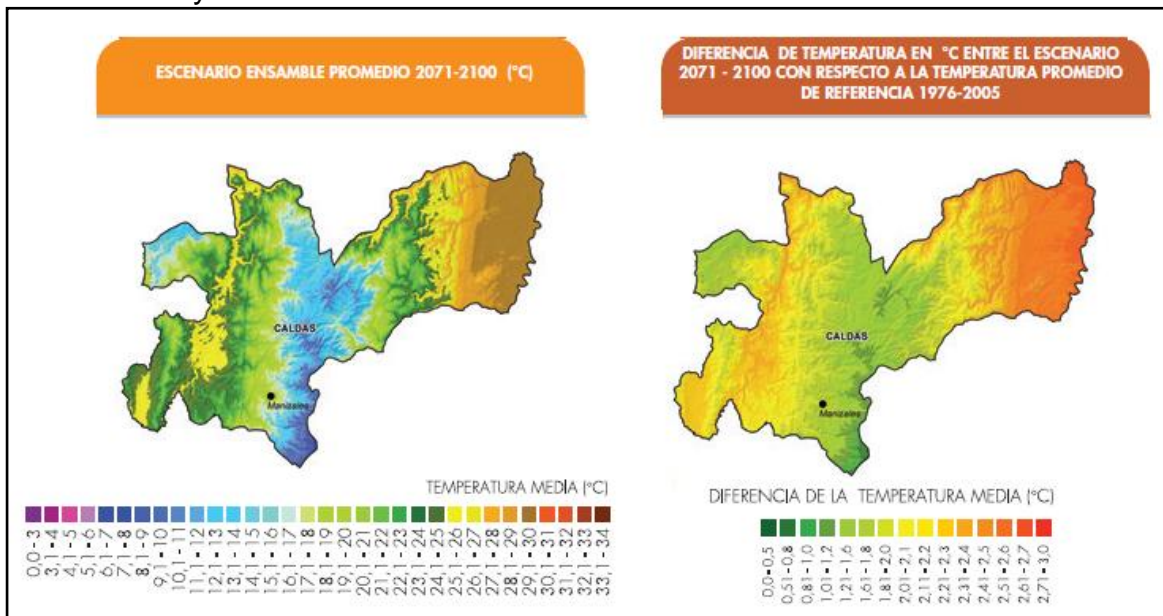 ESCENARIO ENSAMBLE PROMEDIO 2071-2100 (°C)
CALDAS
Manizales
TEMPERATURA MEDIA (°C)
0,0 - 3
3,1 - 4
4,1 - 5
5,1 - 6
6,1 - 7
7,1 - 8
8,1 - 9
9,1 - 10
10,1 - 11
11,1 - 12
12,1 - 13
13,1 - 14
14,1 - 15
15,1 - 16
16,1 - 17
17,1 - 18
18,1 - 19
19,1 - 20
20,1 - 21
21,1 - 22
22,1 - 23
23,1 - 24
24,1 - 25
25,1 - 26
26,1 - 27
27,1 - 28
28,1 - 29
29,1 - 30
30,1 - 31
31,1 - 32
32,1 - 33
33,1 - 34
DIFERENCIA DE TEMPERATURA EN °C ENTRE EL ESCENARIO
2071 - 2100 CON RESPECTO A LA TEMPERATURA PROMEDIO
DE REFERENCIA 1976-2005
CALDAS
Manizales
DIFERENCIA DE LA TEMPERATURA MEDIA (°C)
0,0 - 0,5
0,51 - 0,8
0,81 - 1,0
1,01 - 1,2
1,21 - 1,6
1,61 - 1,8
1,81 - 2,0
2,01 - 2,1
2,11 - 2,2
2,21 - 2,3
2,31 - 2,4
2,41 - 2,5
2,51 - 2,6
2,61 - 2,7
2,71 - 3,0